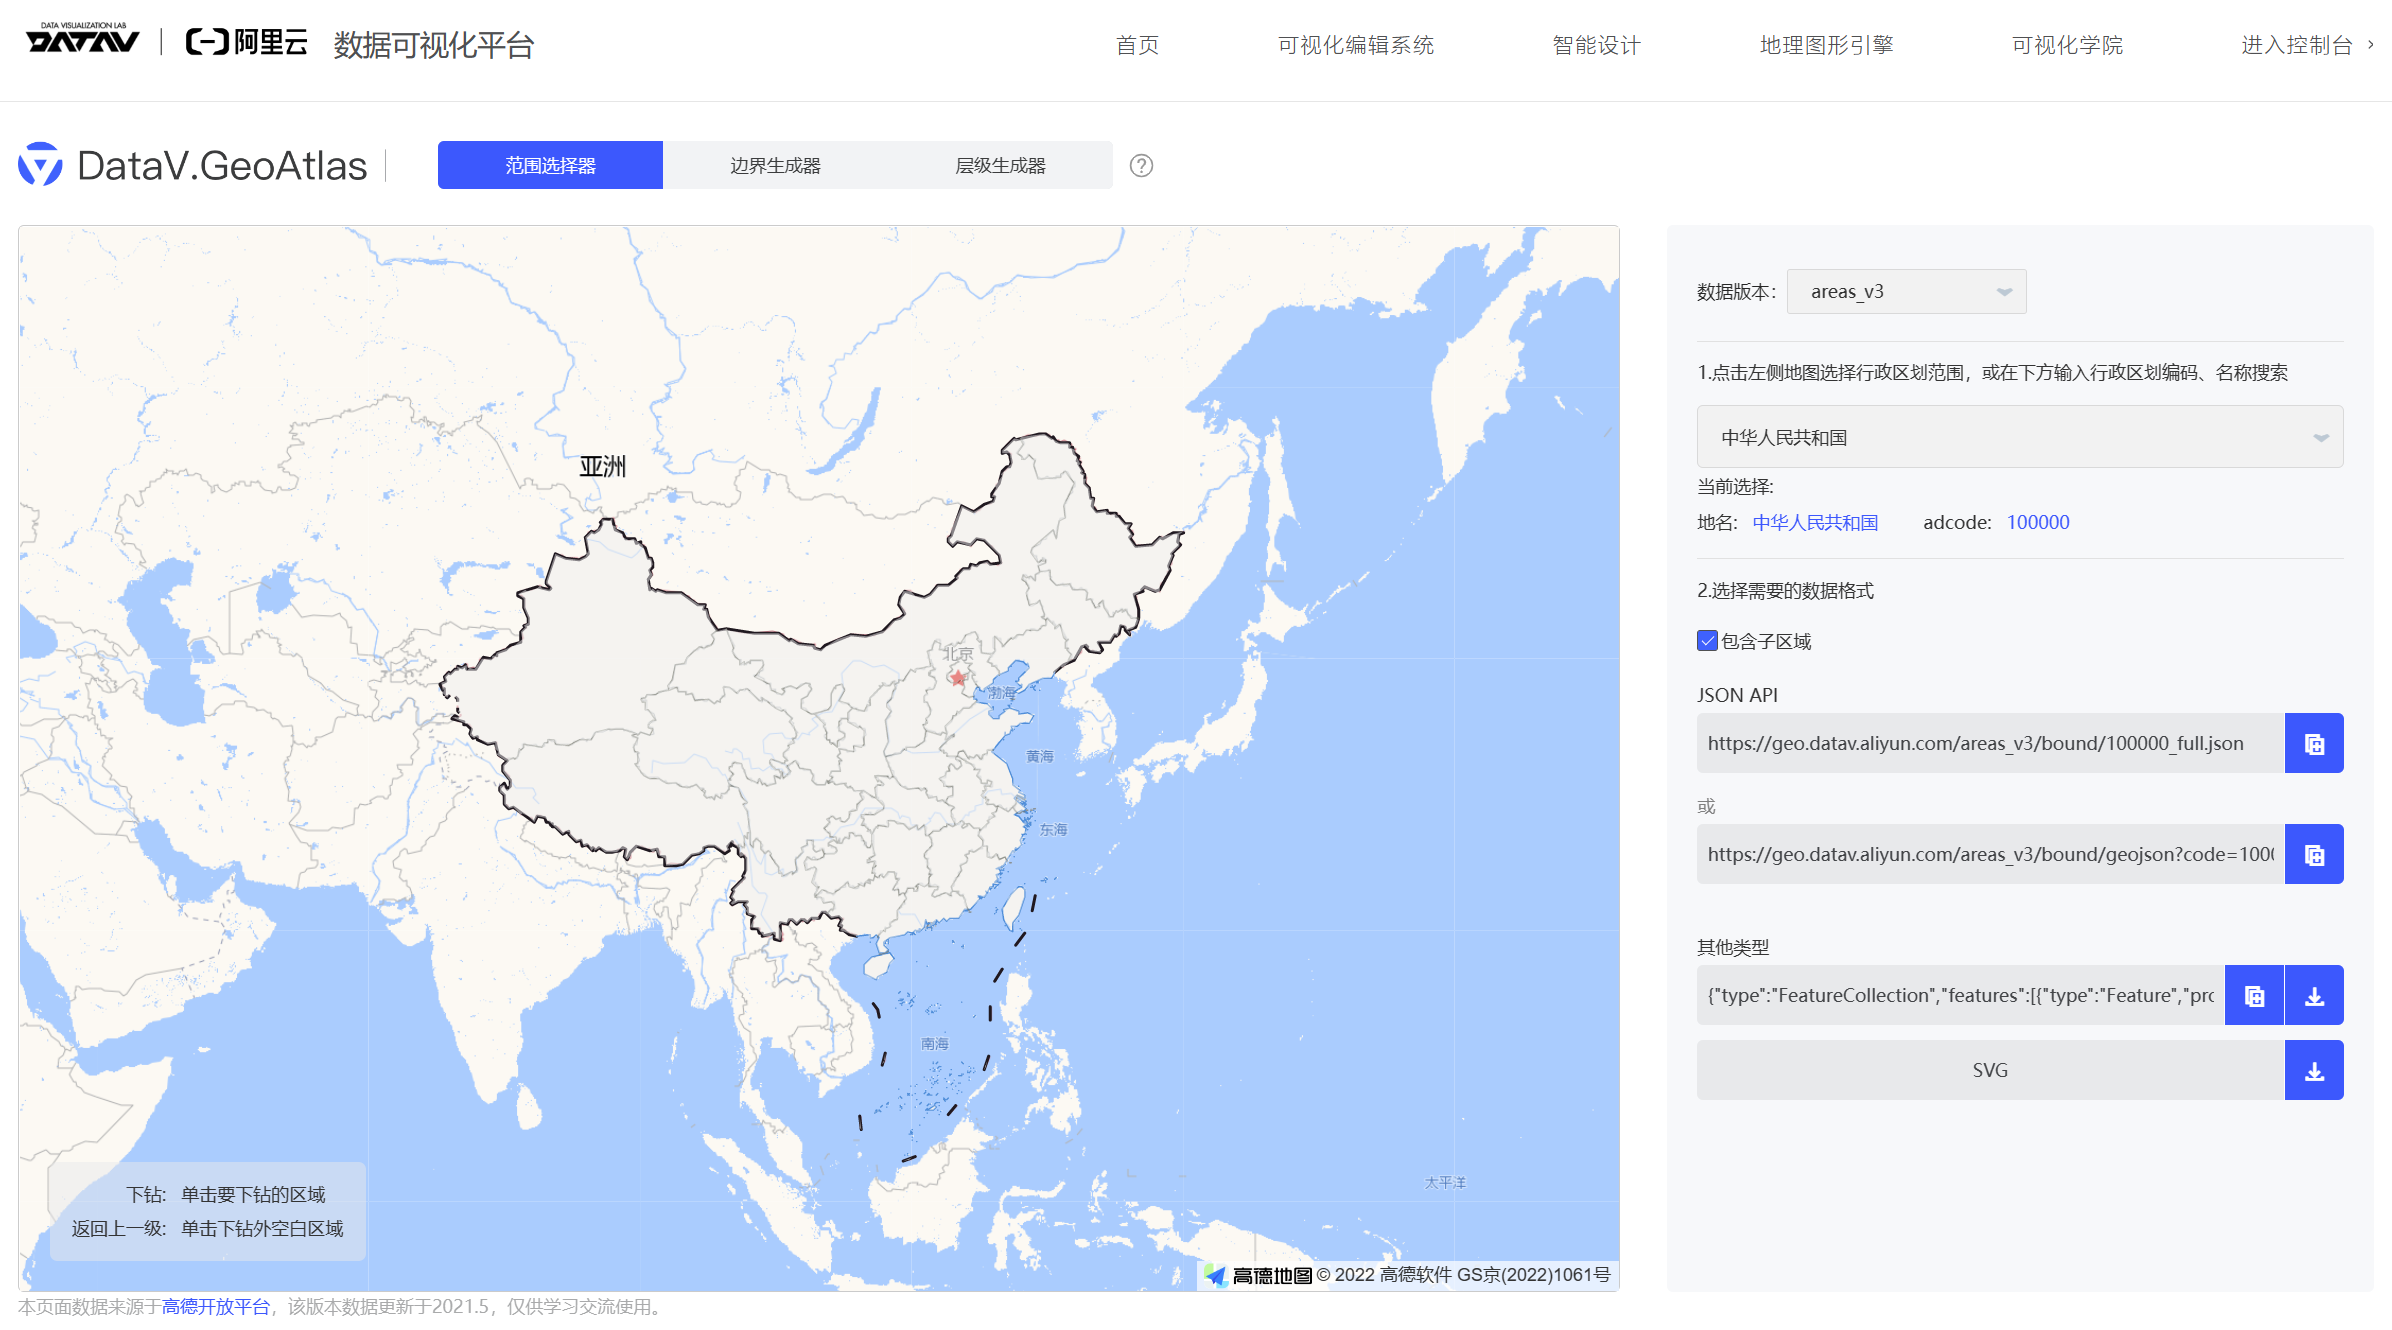 DATA VISUALIZATION LAB
DATAV
阿里云
数据可视化平台
首页
可视化编辑系统
智能设计
地理图形引擎
可视化学院
进入控制台
DataV.GeoAtlas
范围选择器
边界生成器
层级生成器
?
亚洲
北京
渤海
黄海
东海
南海
太平洋
下钻: 单击要下钻的区域
返回上一级: 单击下钻外空白区域
高德地图 © 2022 高德软件 GS京(2022)1061号
本页面数据来源于高德开放平台，该版本数据更新于2021.5，仅供学习交流使用。
数据版本: areas_v3
1.点击左侧地图选择行政区划范围，或在下方输入行政区划编码、名称搜索
中华人民共和国
当前选择:
地名: 中华人民共和国 adcode: 100000
2.选择需要的数据格式
包含子区域
JSON API
https://geo.datav.aliyun.com/areas_v3/bound/100000_full.json
或
https://geo.datav.aliyun.com/areas_v3/bound/geojson?code=100
其他类型
{"type":"FeatureCollection","features":[{"type":"Feature","pro
SVG